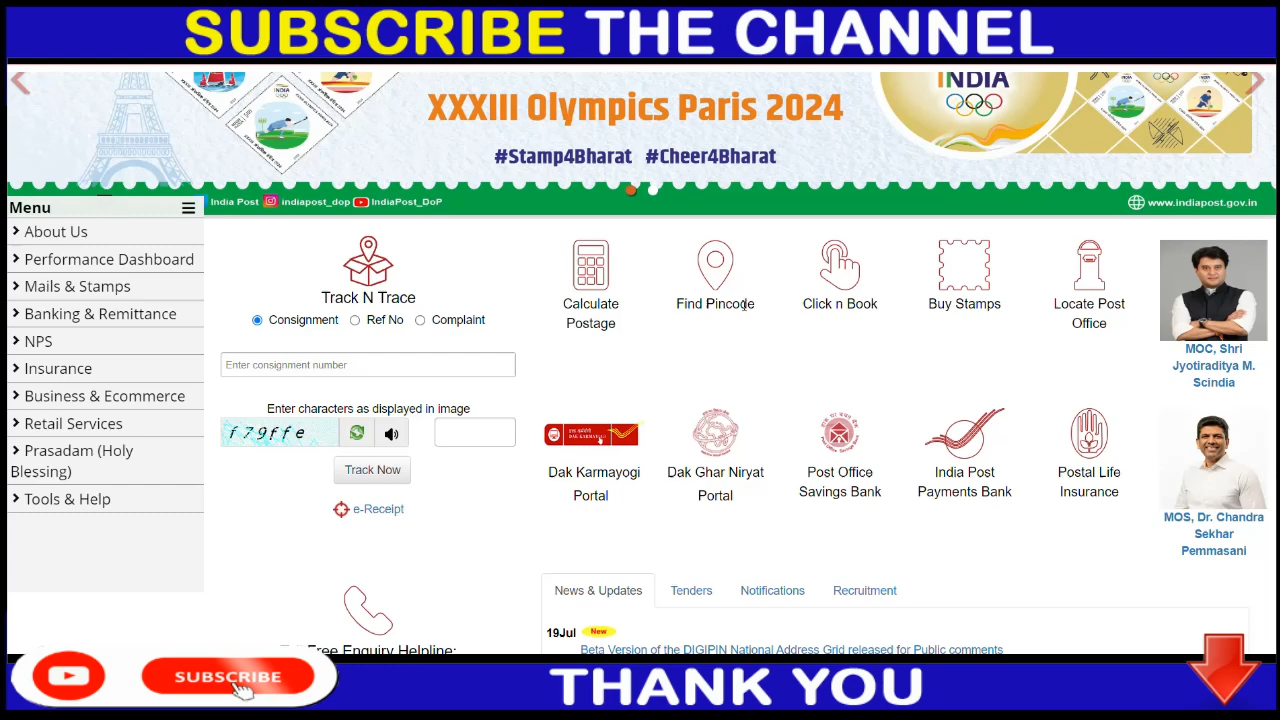 SUBSCRIBE THE CHANNEL
INDIA
XXXIII Olympics Paris 2024
#Stamp4Bharat #Cheer4Bharat
India Post indiapost_dop IndiaPost_DoP
www.indiapost.gov.in
Menu
About Us
Performance Dashboard
Mails & Stamps
Banking & Remittance
NPS
Insurance
Business & Ecommerce
Retail Services
Prasadam (Holy
Blessing)
Tools & Help
Track N Trace
Consignment Ref No Complaint
Enter consignment number
Enter characters as displayed in image
f79ffe
Track Now
e-Receipt
Free Enquiry Helpline:
Calculate
Postage
Find Pincode
Click n Book
Buy Stamps
Locate Post
Office
Dak Karmayogi
Portal
Dak Ghar Niryat
Portal
Post Office
Savings Bank
India Post
Payments Bank
Postal Life
Insurance
MOC, Shri
Jyotiraditya M.
Scindia
MOS, Dr. Chandra
Sekhar
Pemmasani
News & Updates Tenders Notifications Recruitment
19Jul New
Beta Version of the DIGIPIN National Address Grid released for Public comments
SUBSCRIBE
THANK YOU